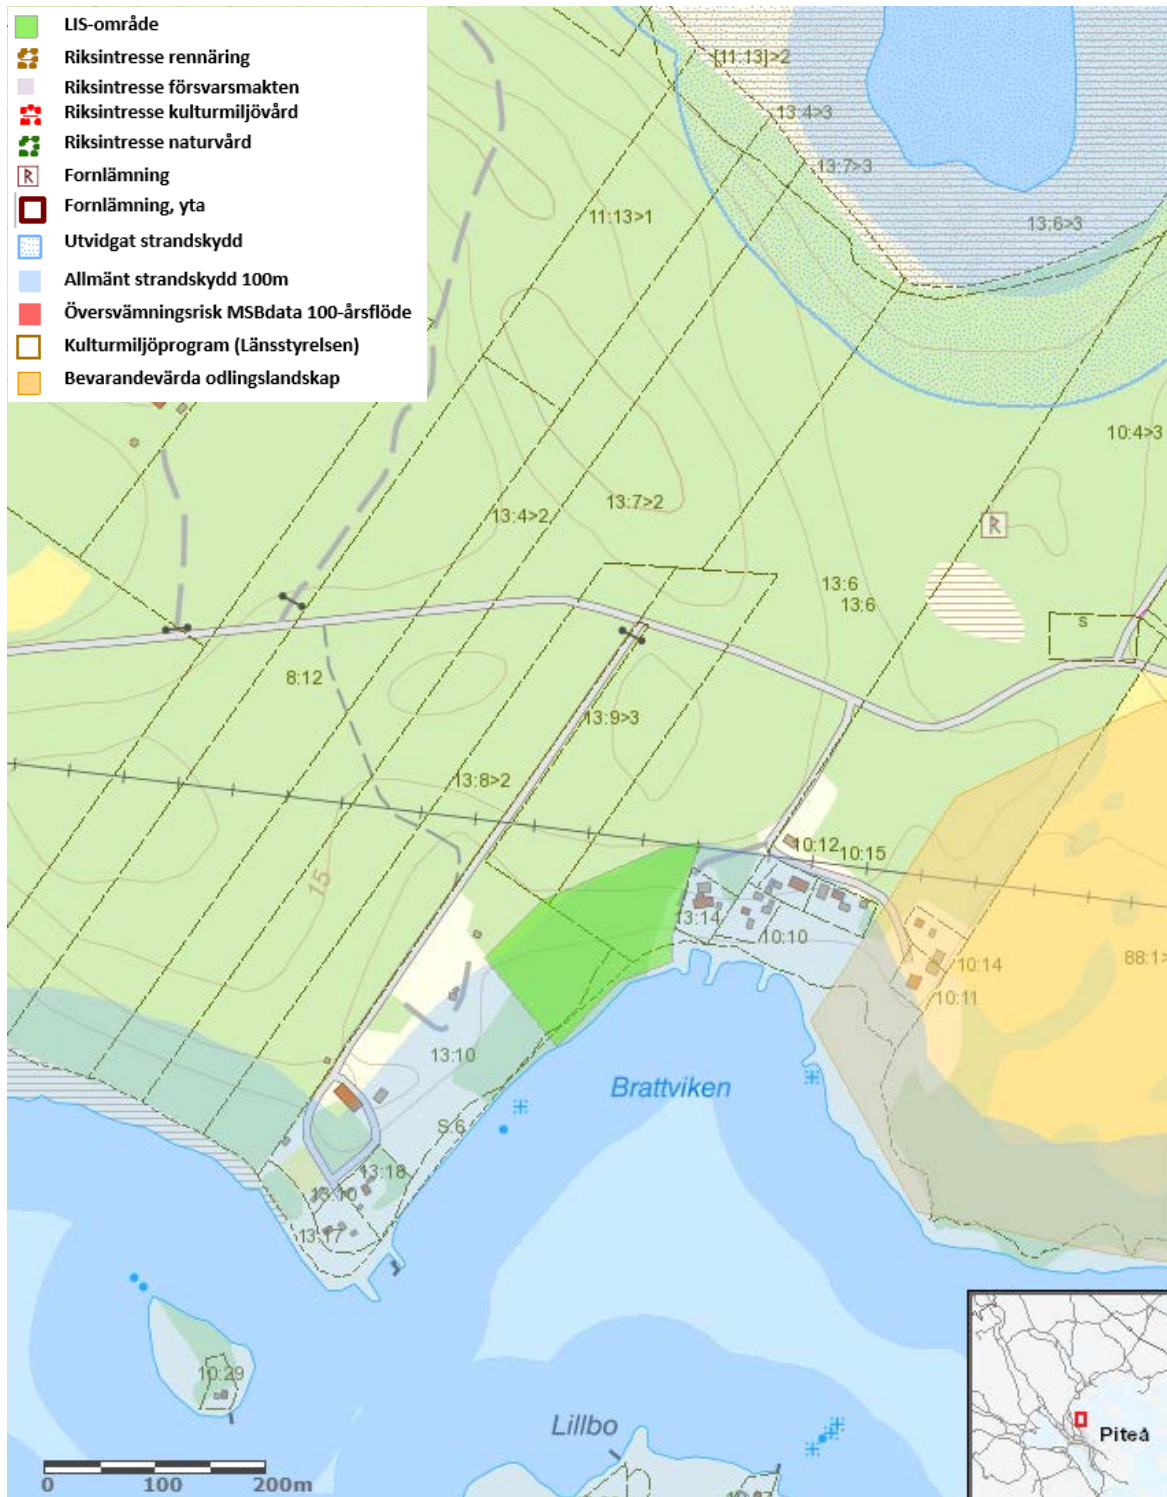 LIS-område
Riksintresse rennäring
Riksintresse försvarsmakten
Riksintresse kulturmiljövård
Riksintresse naturvård
R Fornlämning
Fornlämning, yta
Utvidgat strandskydd
Allmänt strandskydd 100m
Översvämningsrisk MSBdata 100-årsflöde
Kulturmiljöprogram (Länsstyrelsen)
Bevarandevärda odlingslandskap
[11:13]>2
13:4>3
13:7>3
11:13>1
13:6>3
10:4>3
13:7>2
13:4>2
R
13:6
13:6
S
8:12
13:9>3
13:8>2
10:12
10:15
15
13:14
10:10
10:14
88:1>
10:11
13:10
Brattviken
S:6
13:18
13:10
13:17
10:29
Lillbo
Piteå
0 100 200m